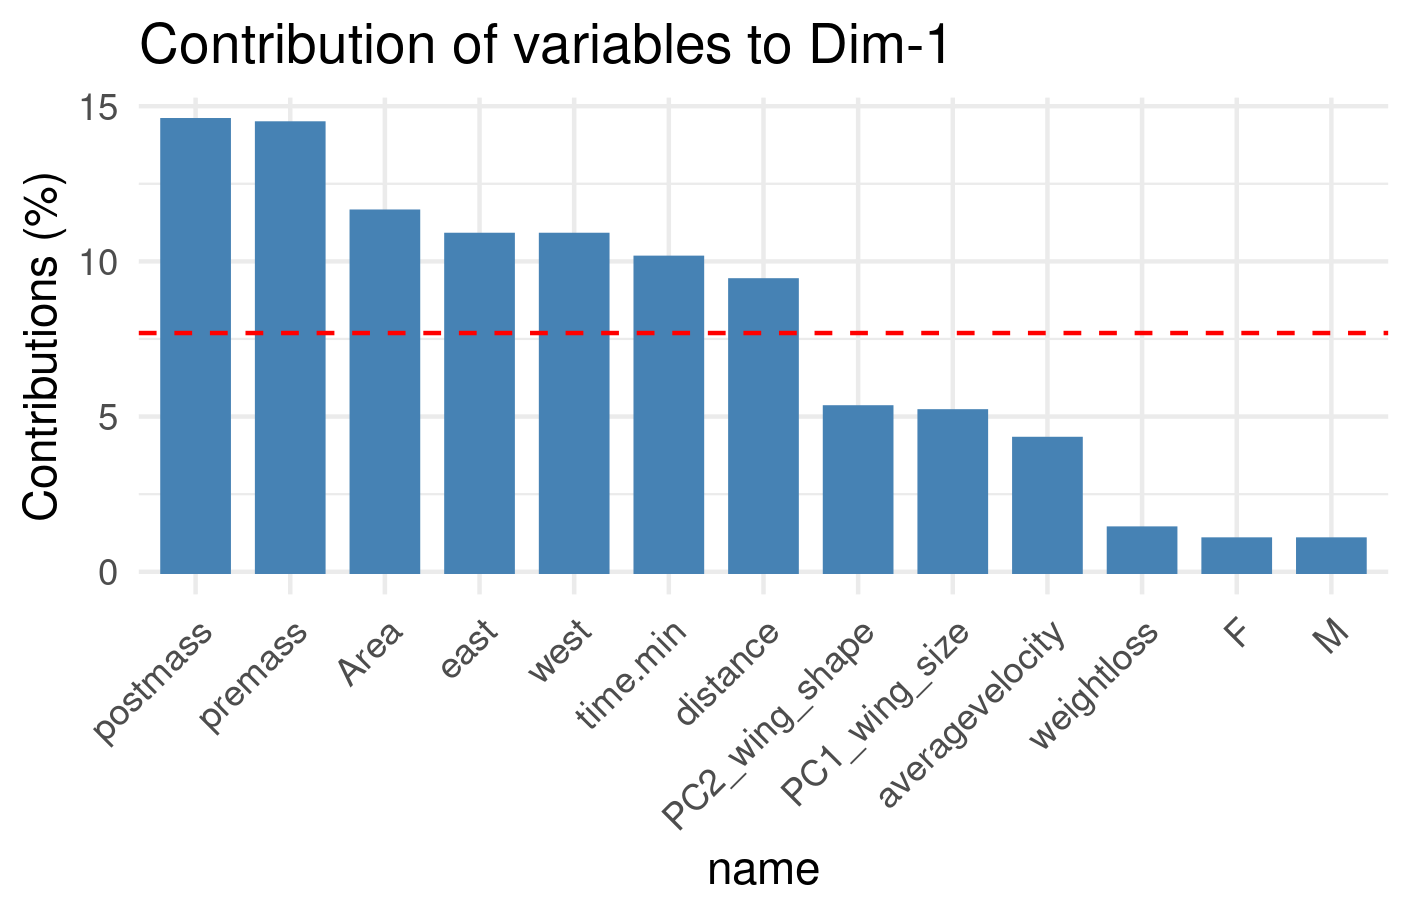 Contribution of variables to Dim-1
Contributions (%)
15
10
5
0
postmass
premass
Area
east
west
time.min
distance
PC2_wing_shape
PC1_wing_size
averagevelocity
weightloss
F
M
name